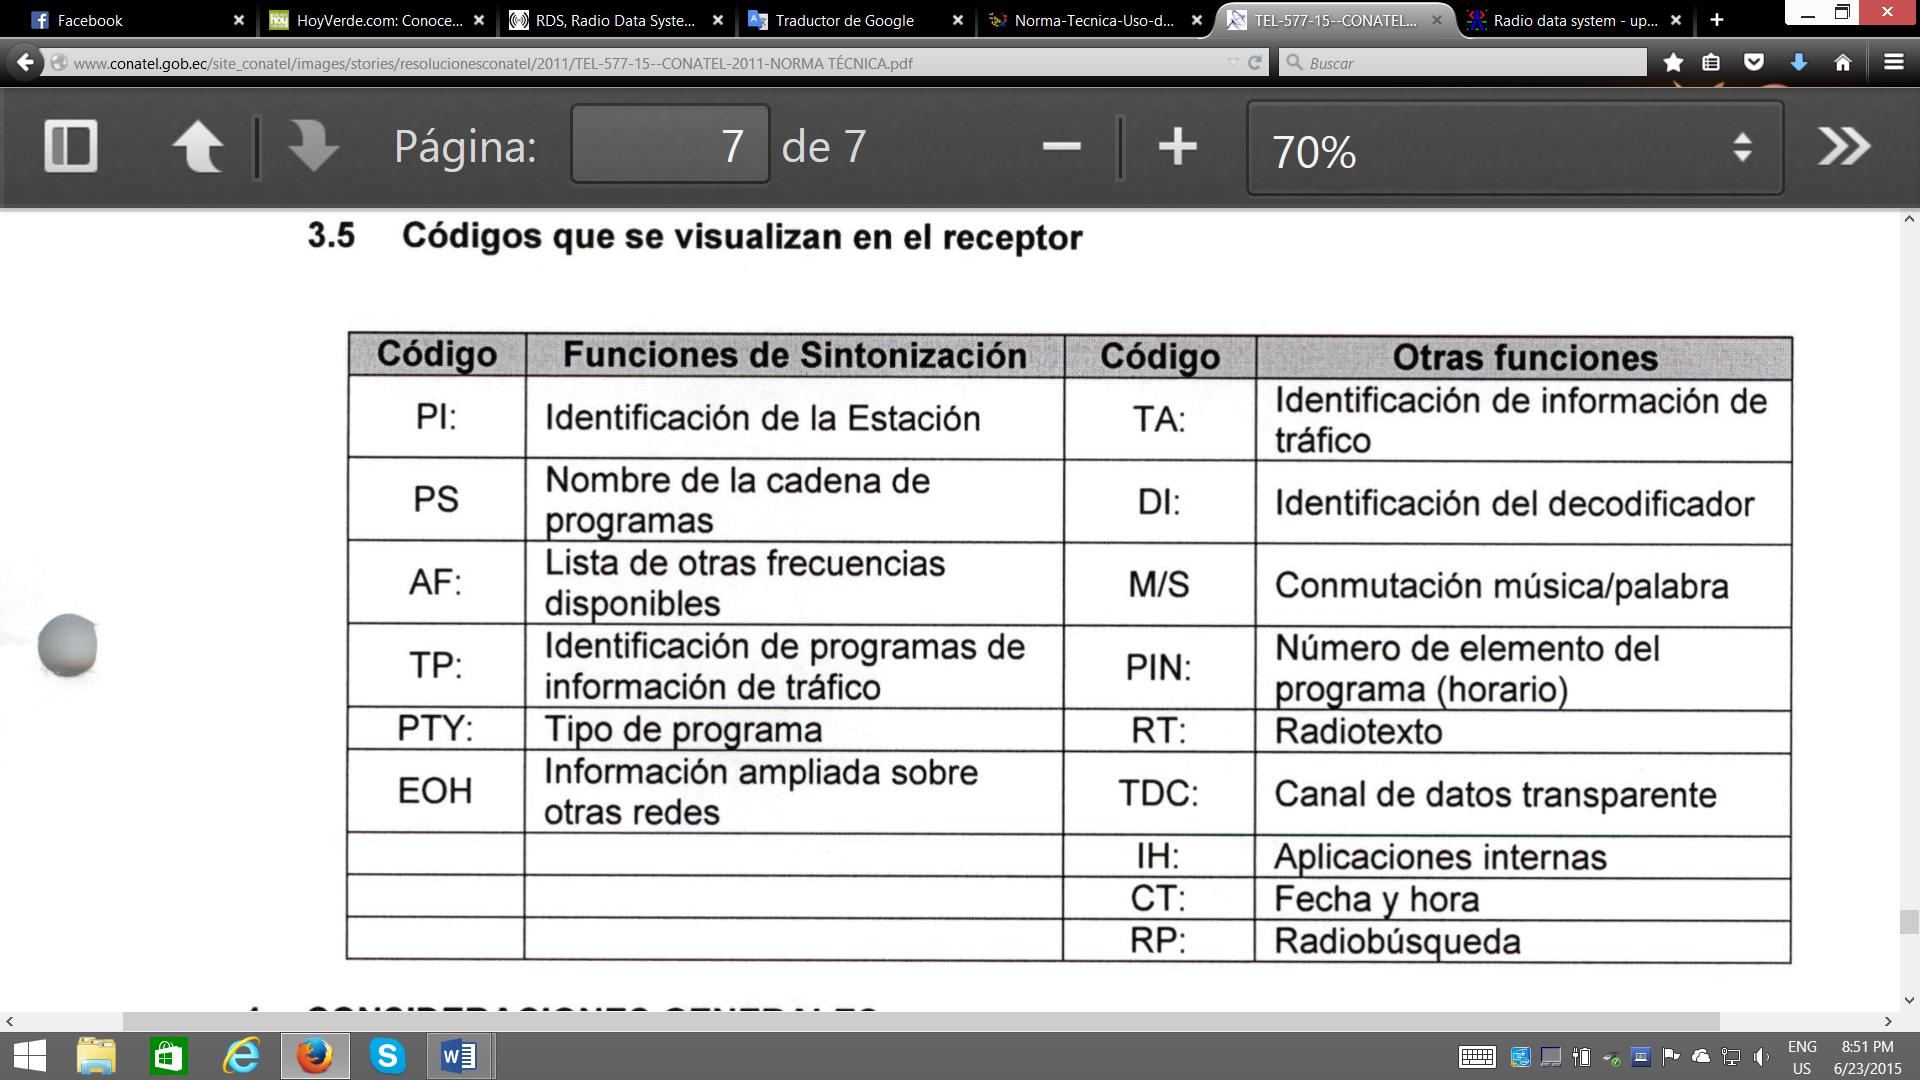 Facebook
HoyVerde.com: Conoce...
RDS, Radio Data Syste...
Traductor de Google
Norma-Tecnica-Uso-d...
TEL-577-15--CONATEL...
Radio data system - up...
www.conatel.gob.ec/site_conatel/images/stories/resolucionesconatel/2011/TEL-577-15--CONATEL-2011-NORMA TÉCNICA.pdf
Buscar
Página: 7 de 7
70%
3.5 Códigos que se visualizan en el receptor
Código Funciones de Sintonización Código Otras funciones
PI: Identificación de la Estación TA: Identificación de información de
tráfico
PS Nombre de la cadena de
programas
DI: Identificación del decodificador
AF: Lista de otras frecuencias
disponibles
M/S Conmutación música/palabra
TP: Identificación de programas de
información de tráfico
PIN: Número de elemento del
programa (horario)
PTY: Tipo de programa RT: Radiotexto
EOH Información ampliada sobre
otras redes
TDC: Canal de datos transparente
IH: Aplicaciones internas
CT: Fecha y hora
RP: Radiobúsqueda
CONSIDERACIONES GENERALES
ENG 8:51 PM
US 6/23/2015